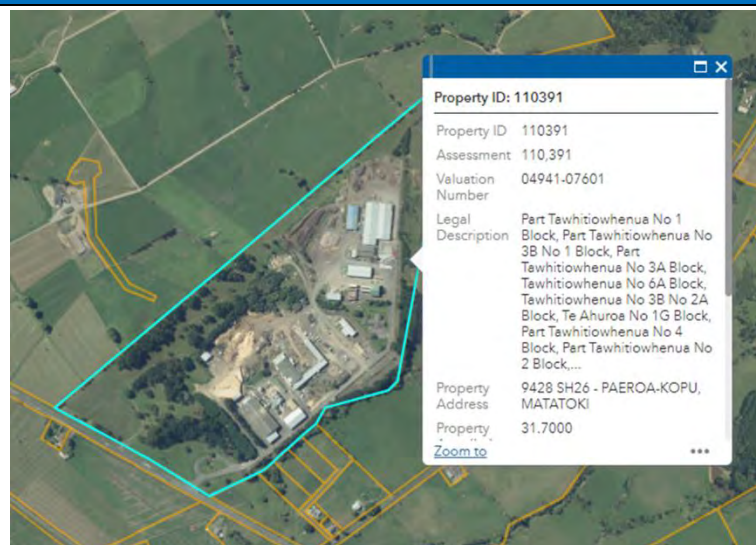 Property ID: 110391
Property ID 110391
Assessment 110,391
Valuation Number 04941-07601
Legal Description Part Tawhitiowhenua No 1
Block, Part Tawhitiowhenua No
3B No 1 Block, Part
Tawhitiowhenua No 3A Block,
Tawhitiowhenua No 6A Block,
Tawhitiowhenua No 3B No 2A
Block, Te Ahuroa No 1G Block,
Part Tawhitiowhenua No 4
Block, Part Tawhitiowhenua No
2 Block,...
Property Address 9428 SH26 - PAEROA-KOPU,
MATATOKI
Property 31.7000
Zoom to